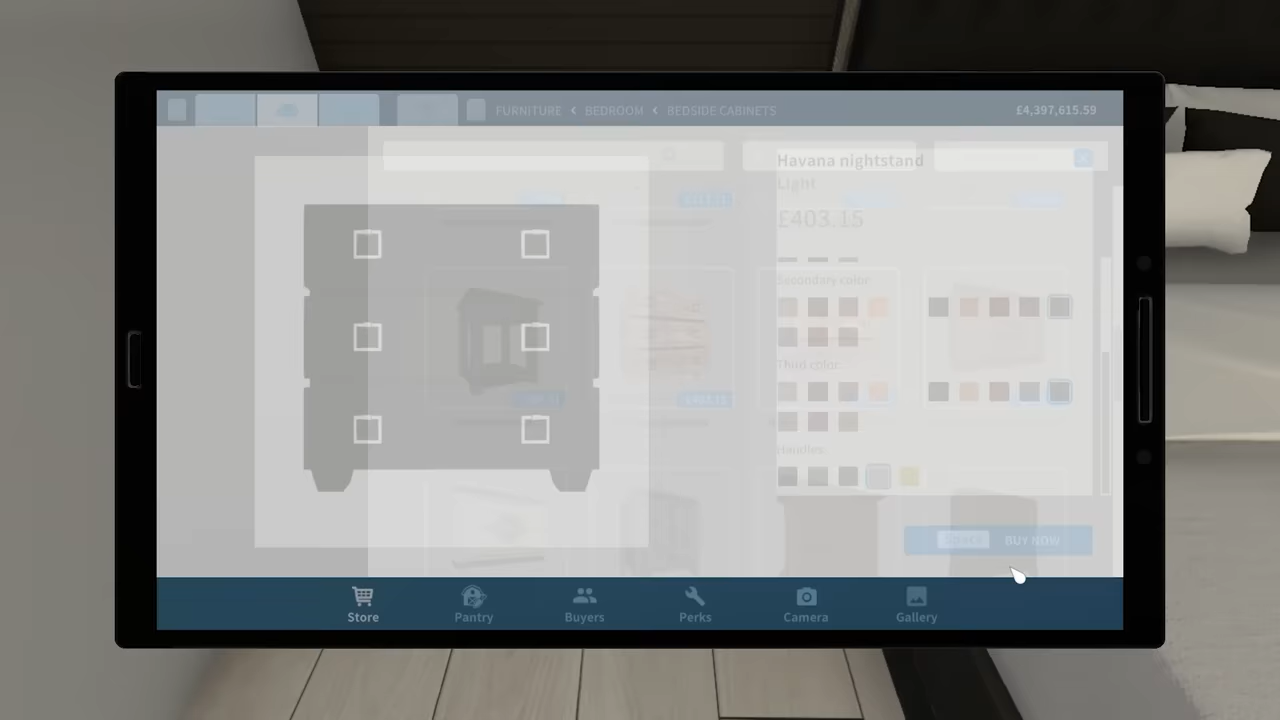 FURNITURE < BEDROOM < BEDSIDE CABINETS
£4,397,615.59
Havana nightstand
Light
£403.15
Secondary color:
Third color:
Handles:
BUY NOW
Store
Pantry
Buyers
Perks
Camera
Gallery